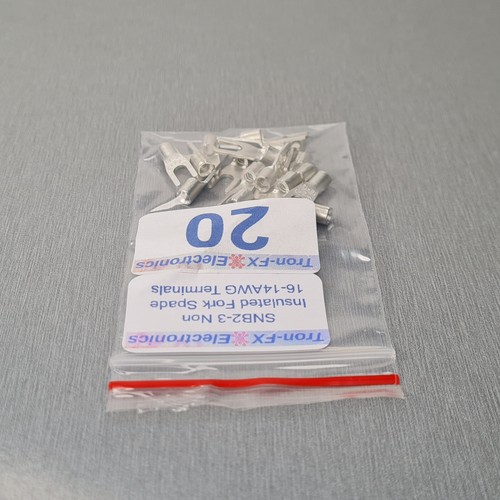 Tron-FX Electronics
SNB2-3 Non
Insulated Fork Spade
16-14AWG Terminals
Tron-FX Electronics
20